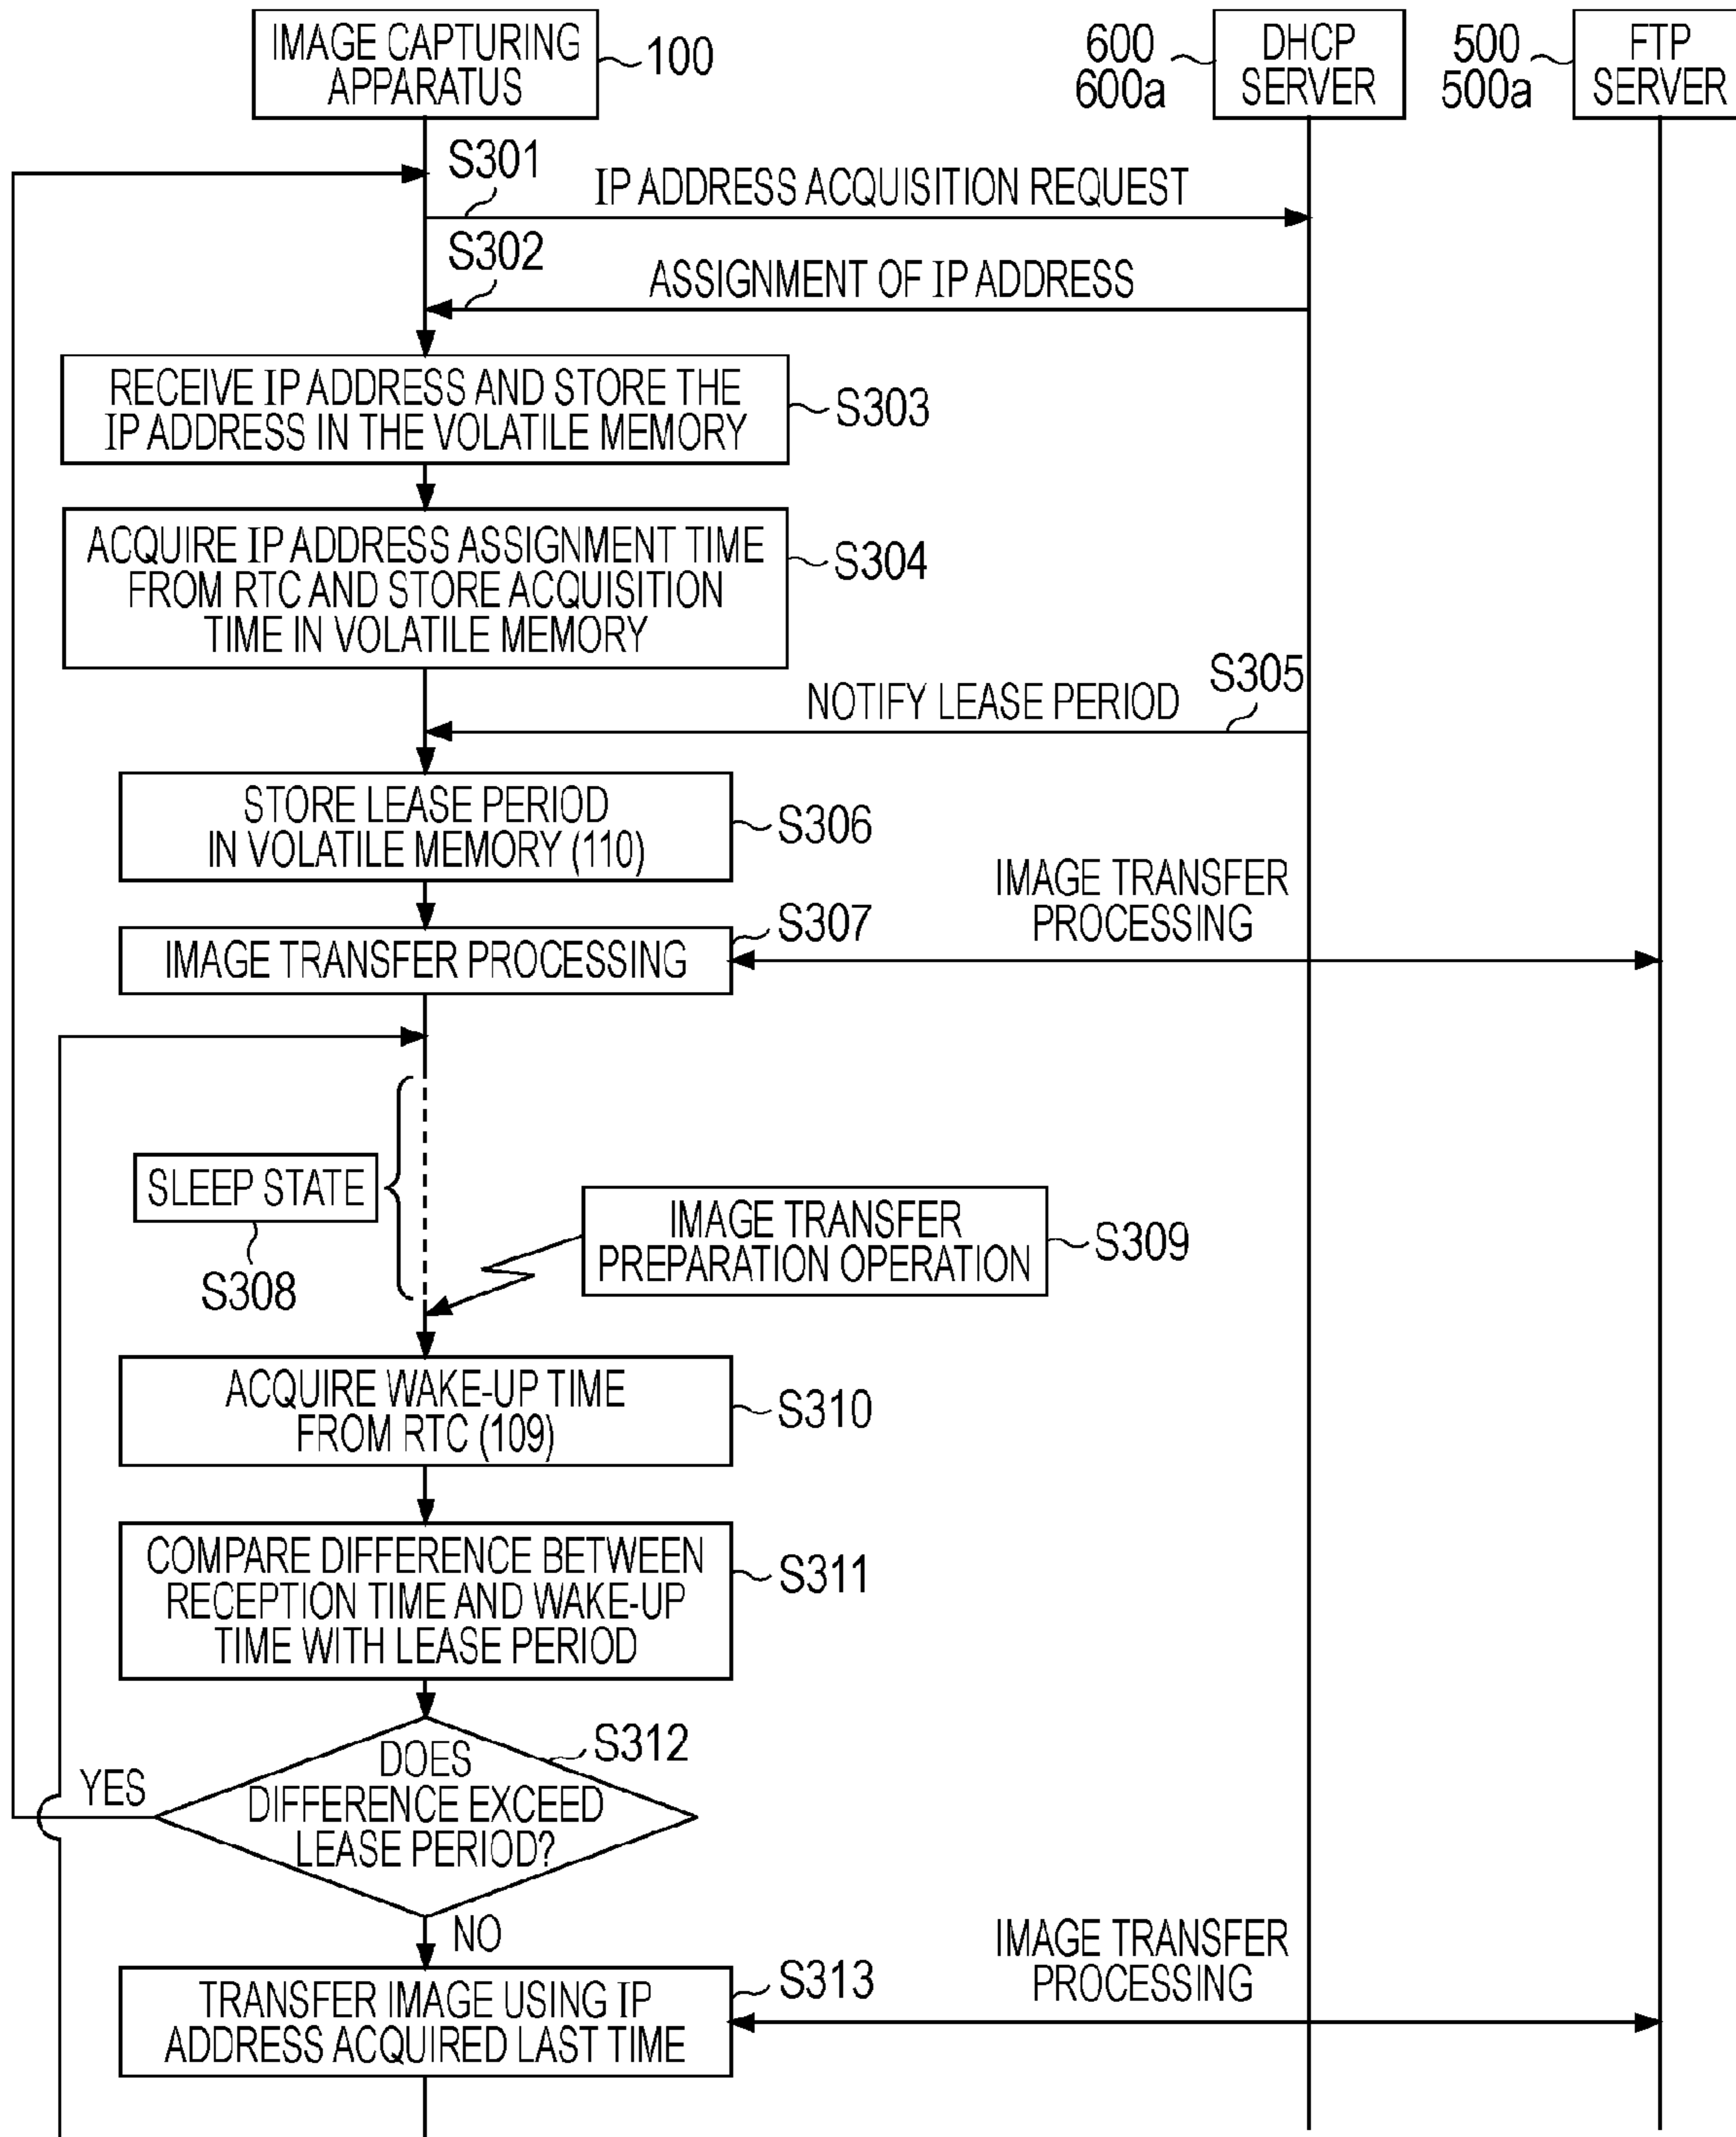 IMAGE CAPTURING
APPARATUS
100
600
600a
DHCP
SERVER
500
500a
FTP
SERVER
S301
IP ADDRESS ACQUISITION REQUEST
S302
ASSIGNMENT OF IP ADDRESS
RECEIVE IP ADDRESS AND STORE THE
IP ADDRESS IN THE VOLATILE MEMORY
S303
ACQUIRE IP ADDRESS ASSIGNMENT TIME
FROM RTC AND STORE ACQUISITION
TIME IN VOLATILE MEMORY
S304
S305
NOTIFY LEASE PERIOD
STORE LEASE PERIOD
IN VOLATILE MEMORY (110)
S306
IMAGE TRANSFER
PROCESSING
S307
IMAGE TRANSFER PROCESSING
SLEEP STATE
S308
IMAGE TRANSFER
PREPARATION OPERATION
S309
ACQUIRE WAKE-UP TIME
FROM RTC (109)
S310
COMPARE DIFFERENCE BETWEEN
RECEPTION TIME AND WAKE-UP
TIME WITH LEASE PERIOD
S311
S312
DOES
DIFFERENCE EXCEED
LEASE PERIOD?
YES
NO
IMAGE TRANSFER
PROCESSING
S313
TRANSFER IMAGE USING IP
ADDRESS ACQUIRED LAST TIME